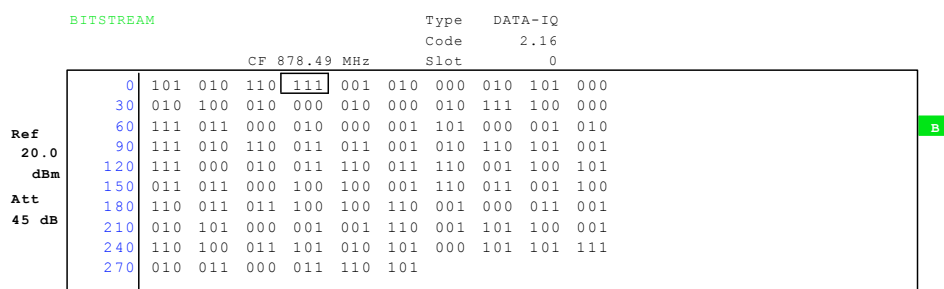 BITSTREAM Type DATA-IQ
Code 2.16
CF 878.49 MHz Slot 0
0 101 010 110 111 001 010 000 010 101 000
30 010 100 010 000 010 000 010 111 100 000
60 111 011 000 010 000 001 101 000 001 010
90 111 010 110 011 011 001 010 110 101 001
120 111 000 010 011 110 011 110 001 100 101
150 011 011 000 100 100 001 110 011 001 100
180 110 011 011 100 100 110 001 000 011 001
210 010 101 000 001 001 110 001 101 100 001
240 110 100 011 101 010 101 000 101 101 111
270 010 011 000 011 110 101
Ref
20.0
dBm
Att
45 dB
B